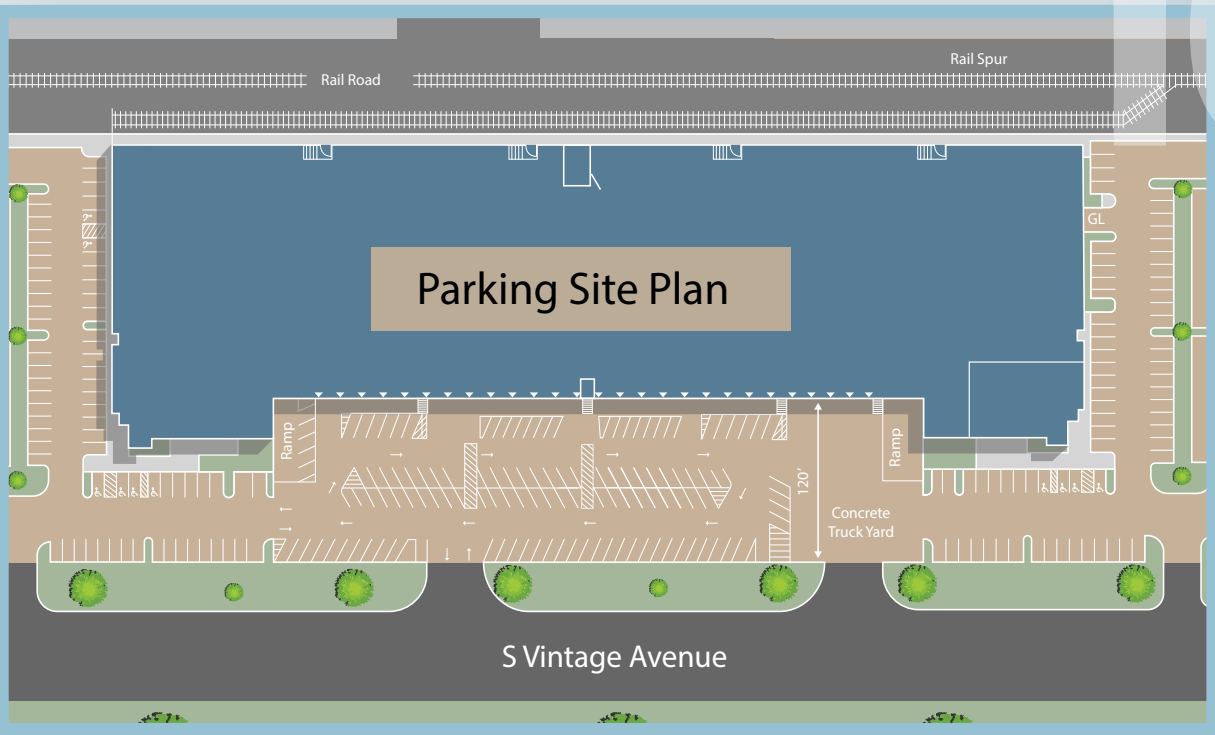 Rail Spur
Rail Road
GL
Parking Site Plan
Ramp
Ramp
120'
Concrete
Truck Yard
S Vintage Avenue